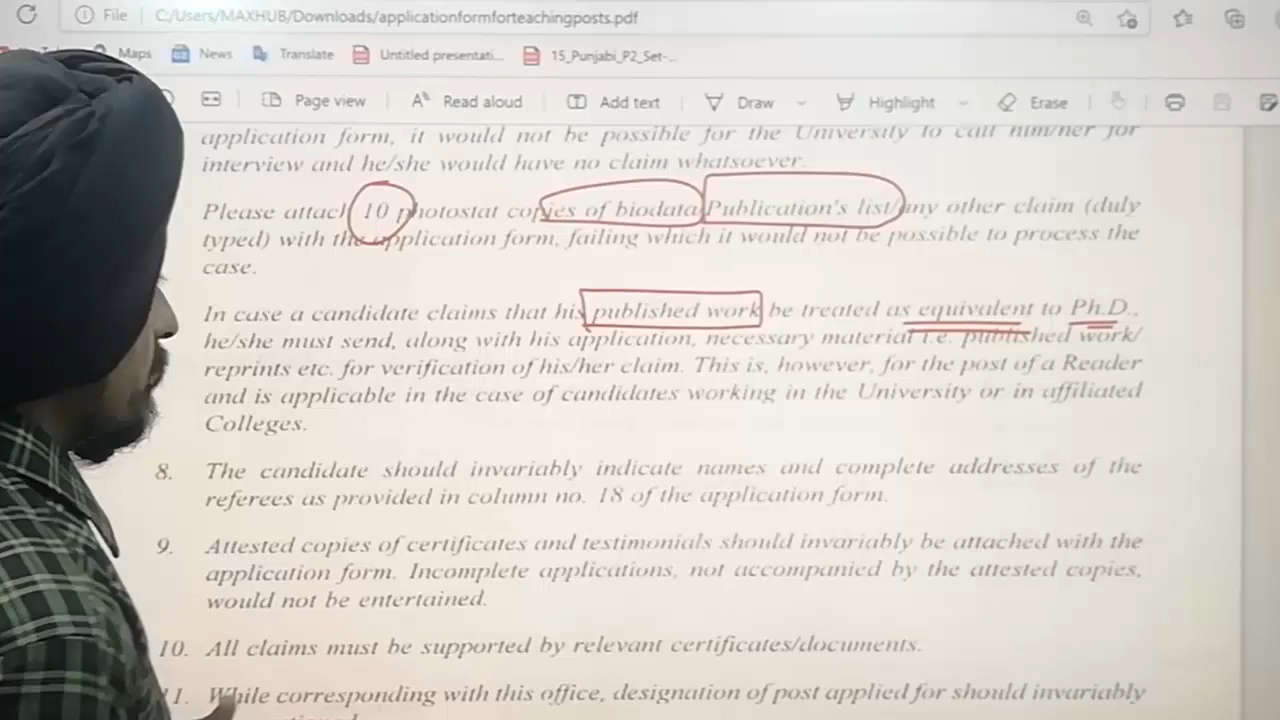 File C:/Users/MAXHUB/Downloads/applicationformforteachingposts.pdf
Maps News Translate Untitled presentati... 15_Punjabi_P2_Set-...
Page view Read aloud Add text Draw Highlight Erase
application form, it would not be possible for the University to call him/her for
interview and he/she would have no claim whatsoever.
Please attach 10 photostat copies of biodata/Publication's list/any other claim (duly
typed) with the application form, failing which it would not be possible to process the
case.
In case a candidate claims that his published work be treated as equivalent to Ph.D.,
he/she must send, along with his application, necessary material i.e. published work/
reprints etc. for verification of his/her claim. This is, however, for the post of a Reader
and is applicable in the case of candidates working in the University or in affiliated
Colleges.
8. The candidate should invariably indicate names and complete addresses of the
referees as provided in column no. 18 of the application form.
9. Attested copies of certificates and testimonials should invariably be attached with the
application form. Incomplete applications, not accompanied by the attested copies,
would not be entertained.
10. All claims must be supported by relevant certificates/documents.
11. While corresponding with this office, designation of post applied for should invariably